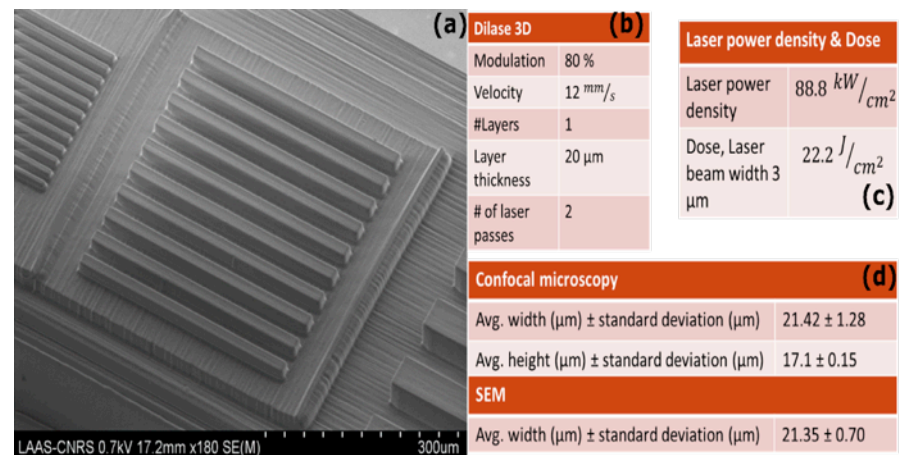 (a)
LAAS-CNRS 0.7kV 17.2mm x180 SE(M)
300um
Dilase 3D
(b)
Modulation 80 %
Velocity 12 mm/s
#Layers 1
Layer
thickness 20 µm
# of laser
passes 2
Laser power density & Dose
Laser power
density 88.8 kW/cm²
Dose, Laser
beam width 3
µm 22.2 J/cm²
(c)
Confocal microscopy
(d)
Avg. width (µm) ± standard deviation (µm) 21.42 ± 1.28
Avg. height (µm) ± standard deviation (µm) 17.1 ± 0.15
SEM
Avg. width (µm) ± standard deviation (µm) 21.35 ± 0.70